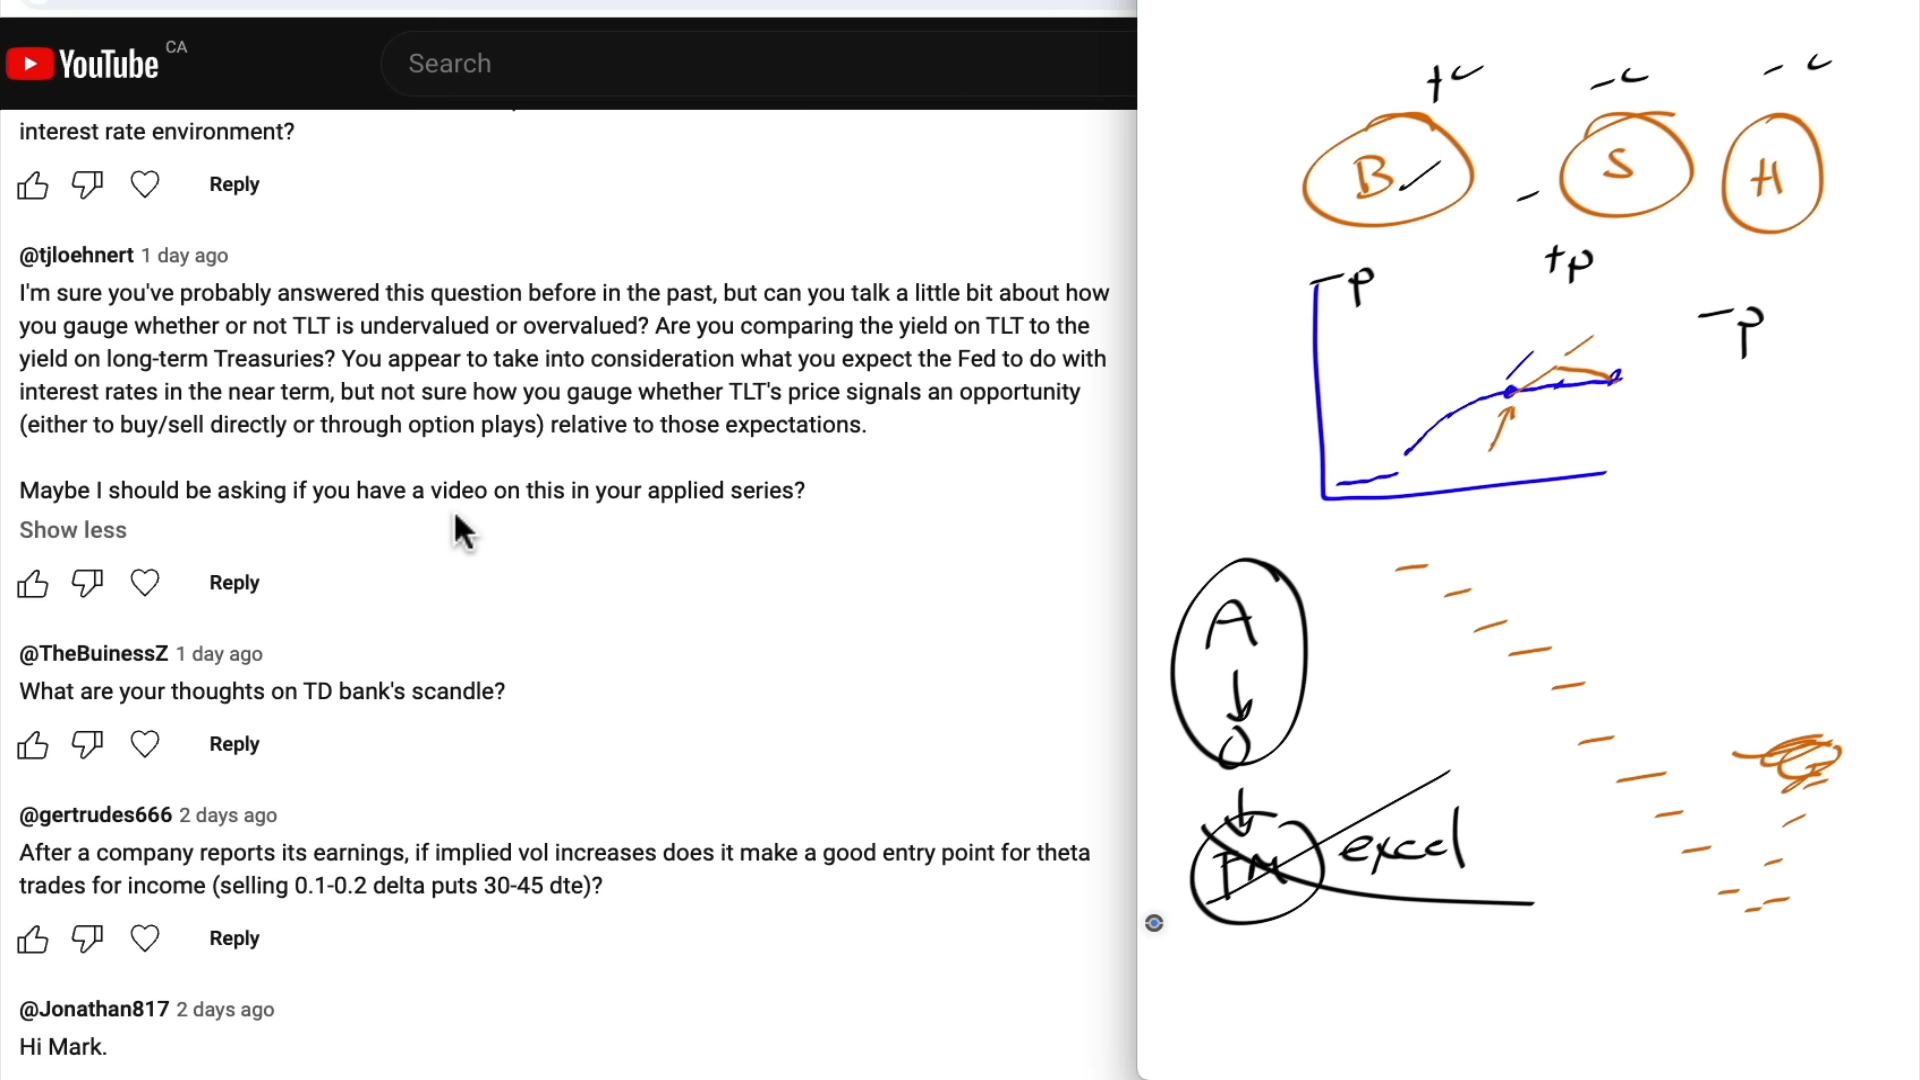 YouTube CA
Search
interest rate environment?
Reply
@tjloehnert 1 day ago
I'm sure you've probably answered this question before in the past, but can you talk a little bit about how
you gauge whether or not TLT is undervalued or overvalued? Are you comparing the yield on TLT to the
yield on long-term Treasuries? You appear to take into consideration what you expect the Fed to do with
interest rates in the near term, but not sure how you gauge whether TLT's price signals an opportunity
(either to buy/sell directly or through option plays) relative to those expectations.
Maybe I should be asking if you have a video on this in your applied series?
Show less
Reply
@TheBuinessZ 1 day ago
What are your thoughts on TD bank's scandle?
Reply
@gertrudes666 2 days ago
After a company reports its earnings, if implied vol increases does it make a good entry point for theta
trades for income (selling 0.1-0.2 delta puts 30-45 dte)?
Reply
@Jonathan817 2 days ago
Hi Mark.
+c -c -c
B S H
-p +p -p
A
O
PM excel